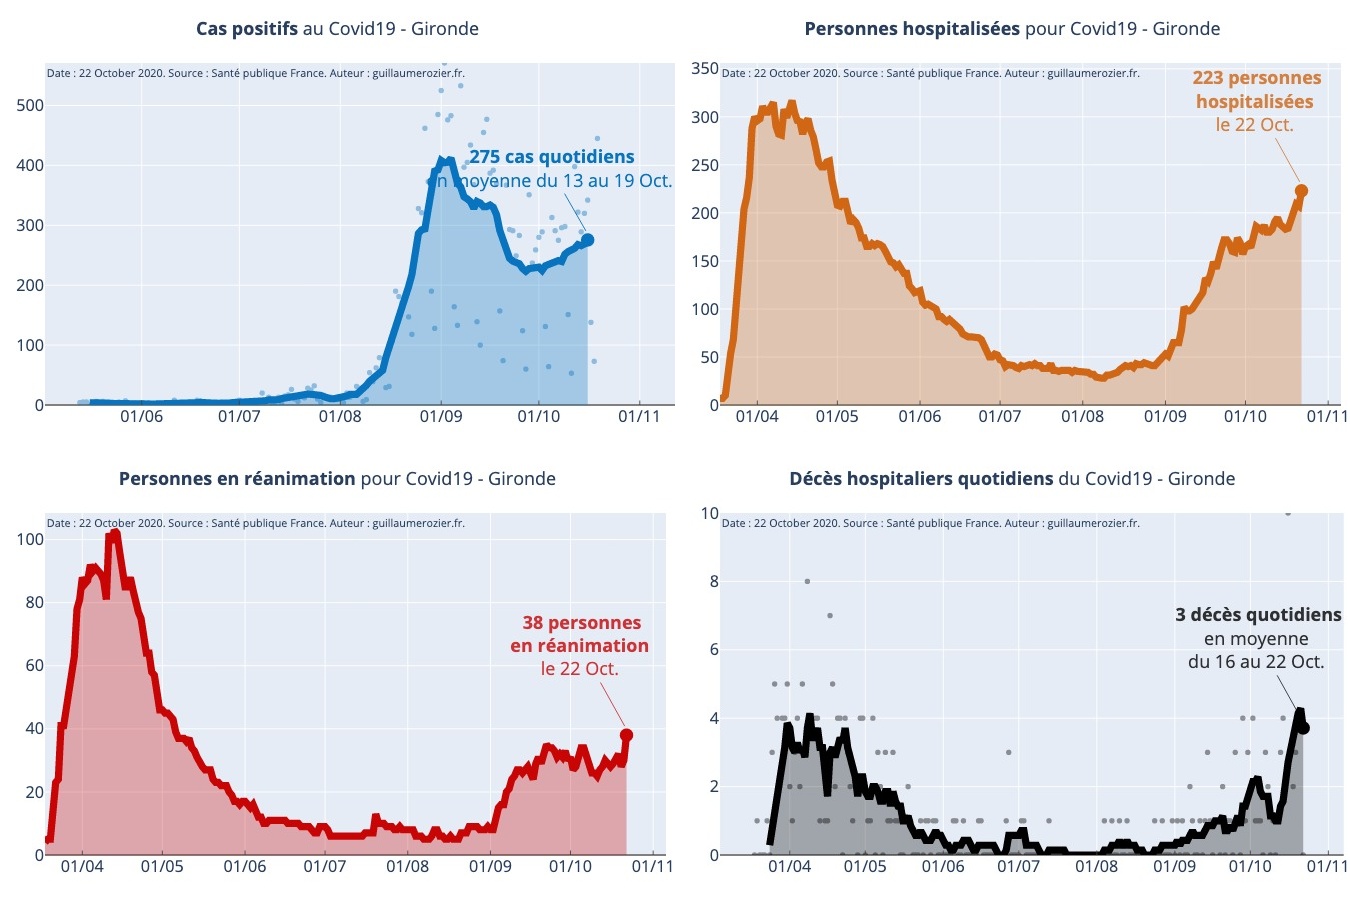 Cas positifs au Covid19 - Gironde
Date : 22 October 2020. Source : Santé publique France. Auteur : guillaumerozier.fr.
500
400
300
200
100
0
275 cas quotidiens
en moyenne du 13 au 19 Oct.
01/06 01/07 01/08 01/09 01/10 01/11
Personnes hospitalisées pour Covid19 - Gironde
Date : 22 October 2020. Source : Santé publique France. Auteur : guillaumerozier.fr.
350
300
250
200
150
100
50
0
223 personnes
hospitalisées
le 22 Oct.
01/04 01/05 01/06 01/07 01/08 01/09 01/10 01/11
Personnes en réanimation pour Covid19 - Gironde
Date : 22 October 2020. Source : Santé publique France. Auteur : guillaumerozier.fr.
100
80
60
40
20
0
38 personnes
en réanimation
le 22 Oct.
01/04 01/05 01/06 01/07 01/08 01/09 01/10 01/11
Décès hospitaliers quotidiens du Covid19 - Gironde
Date : 22 October 2020. Source : Santé publique France. Auteur : guillaumerozier.fr.
10
8
6
4
2
0
3 décès quotidiens
en moyenne
du 16 au 22 Oct.
01/04 01/05 01/06 01/07 01/08 01/09 01/10 01/11